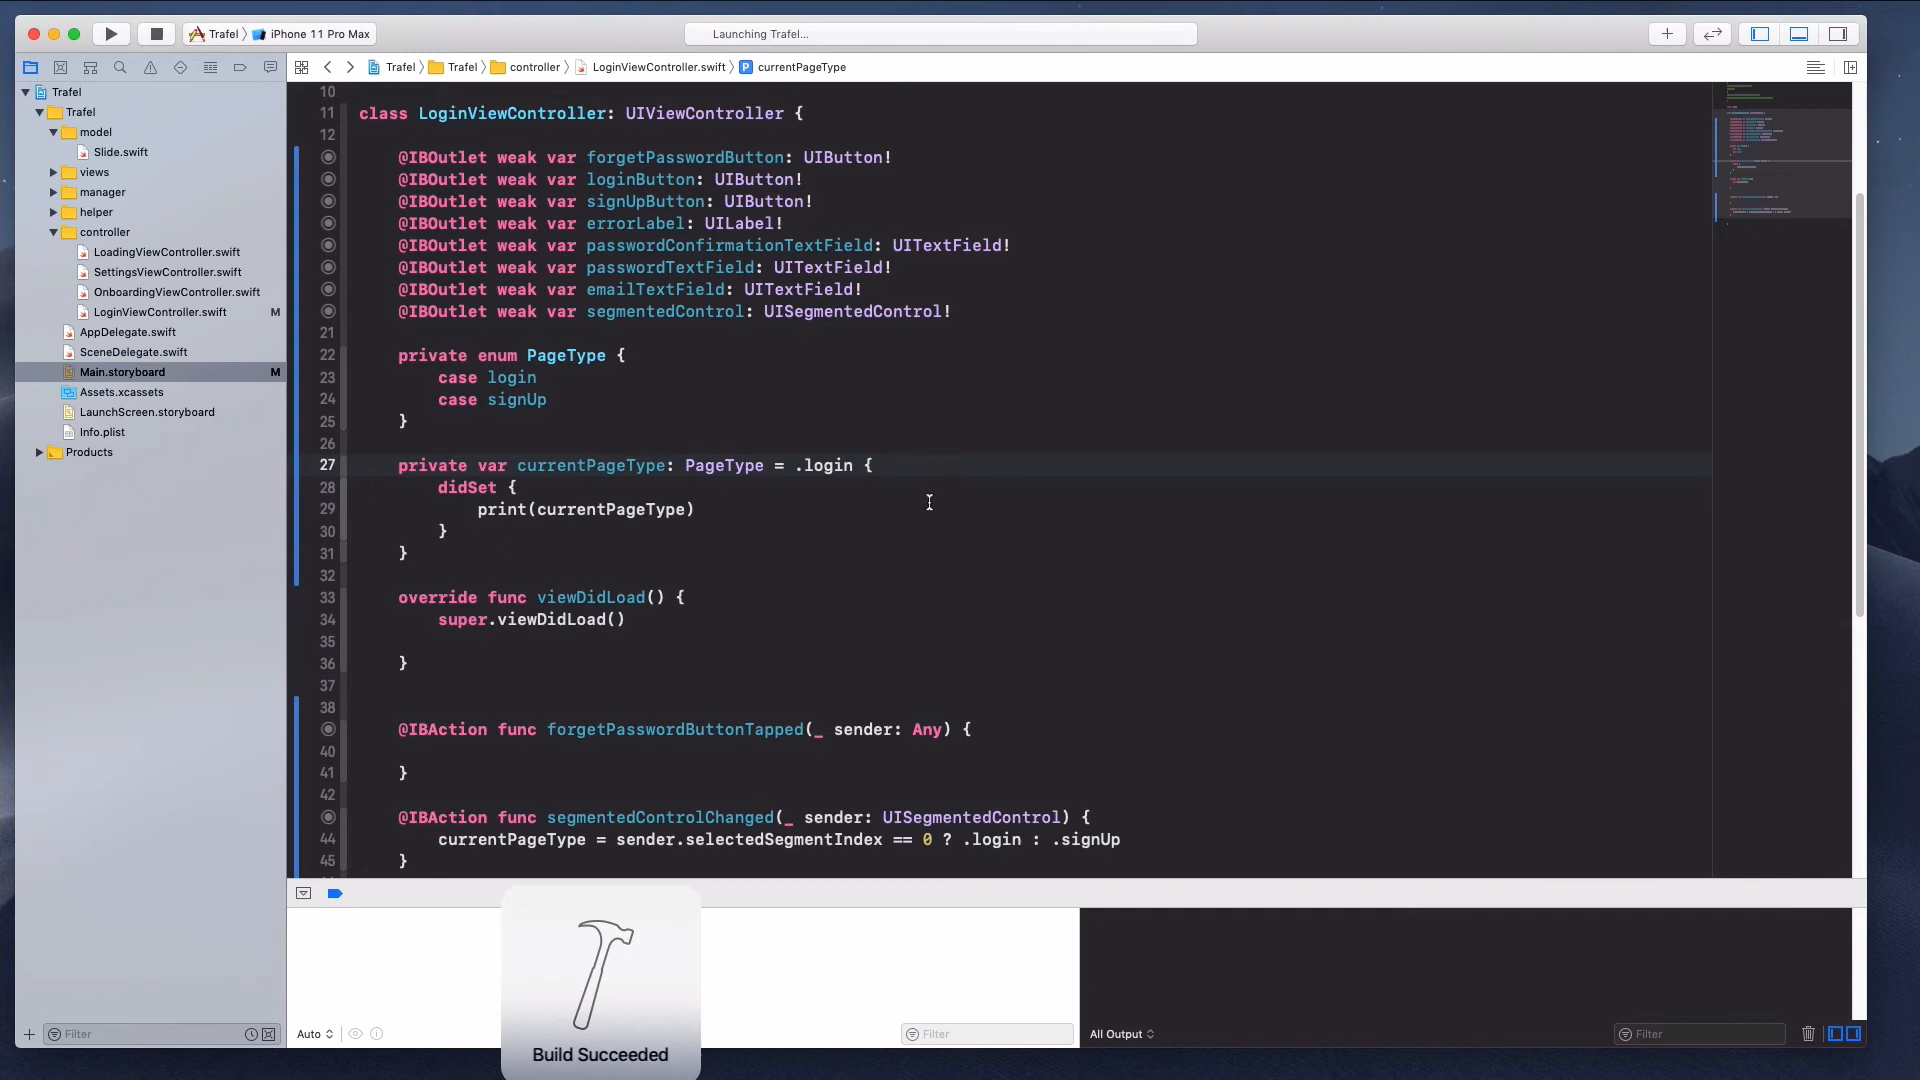 Trafel
iPhone 11 Pro Max
Launching Trafel...
Trafel
Trafel
controller
LoginViewController.swift
P
currentPageType
Trafel
Trafel
model
Slide.swift
views
manager
helper
controller
LoadingViewController.swift
SettingsViewController.swift
OnboardingViewController.swift
LoginViewController.swift M
AppDelegate.swift
SceneDelegate.swift
Main.storyboard M
Assets.xcassets
LaunchScreen.storyboard
Info.plist
Products
10
11 class LoginViewController: UIViewController {
12
@IBOutlet weak var forgetPasswordButton: UIButton!
@IBOutlet weak var loginButton: UIButton!
@IBOutlet weak var signUpButton: UIButton!
@IBOutlet weak var errorLabel: UILabel!
@IBOutlet weak var passwordConfirmationTextField: UITextField!
@IBOutlet weak var passwordTextField: UITextField!
@IBOutlet weak var emailTextField: UITextField!
@IBOutlet weak var segmentedControl: UISegmentedControl!
21
22 private enum PageType {
23 case login
24 case signUp
25 }
26
27 private var currentPageType: PageType = .login {
28 didSet {
29 print(currentPageType)
30 }
31 }
32
33 override func viewDidLoad() {
34 super.viewDidLoad()
35
36 }
37
38
@IBAction func forgetPasswordButtonTapped(_ sender: Any) {
40
41 }
42
@IBAction func segmentedControlChanged(_ sender: UISegmentedControl) {
44 currentPageType = sender.selectedSegmentIndex == 0 ? .login : .signUp
45 }
Build Succeeded
Filter
Auto
Filter
All Output
Filter